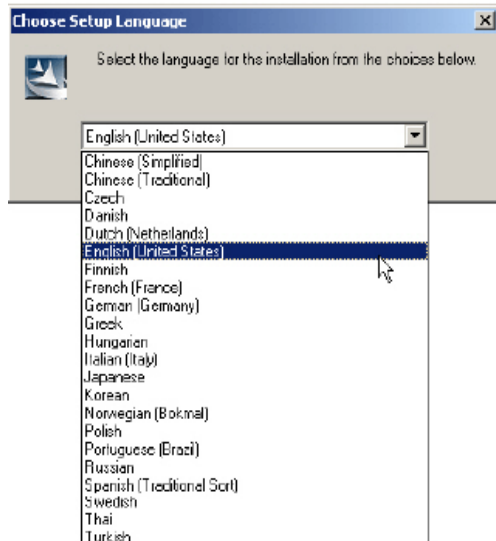 Choose Setup Language
Select the language for the installation from the choices below.
English (United States)
Chinese (Simplified)
Chinese (Traditional)
Czech
Danish
Dutch (Netherlands)
English (United States)
Finnish
French (France)
German (Germany)
Greek
Hungarian
Italian (Italy)
Japanese
Korean
Norwegian (Bokmal)
Polish
Portuguese (Brazil)
Russian
Spanish (Traditional Sort)
Swedish
Thai
Turkish